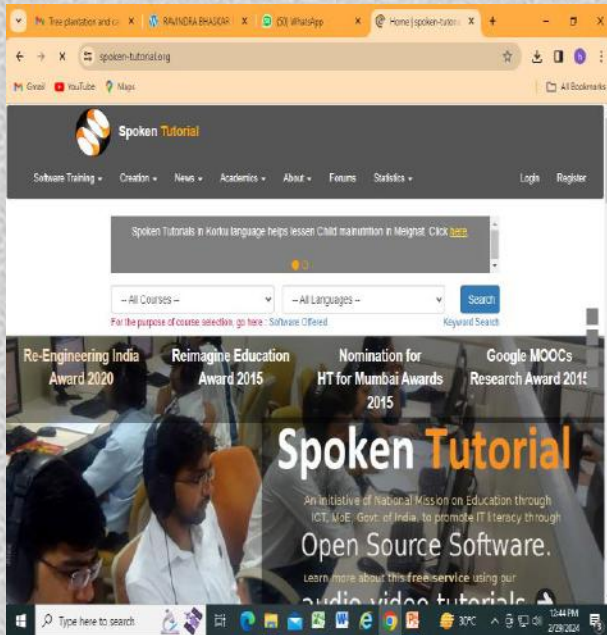 Tree plantation and ca
RAVINDRA BHASKAR
(50) WhatsApp
Home | spoken-tutor
spoken-tutorial.org
Gmail
YouTube
Maps
All Bookmarks
Spoken Tutorial
Software Training
Creation
News
Academics
About
Forums
Statistics
Login
Register
Spoken Tutorials in Korku language helps lessen Child malnutrition in Melghat. Click here.
-- All Courses --
-- All Languages --
Search
For the purpose of course selection, go here : Software Offered
Keyword Search
Re-Engineering India
Award 2020
Reimagine Education
Award 2015
Nomination for
HT for Mumbai Awards
2015
Google MOOCs
Research Award 2015
Spoken Tutorial
An initiative of National Mission on Education through
ICT, MoE, Govt. of India, to promote IT literacy through
Open Source Software.
Learn more about this free service using our
audio-video tutorials
Type here to search
30°C
12:44 PM
2/29/2024